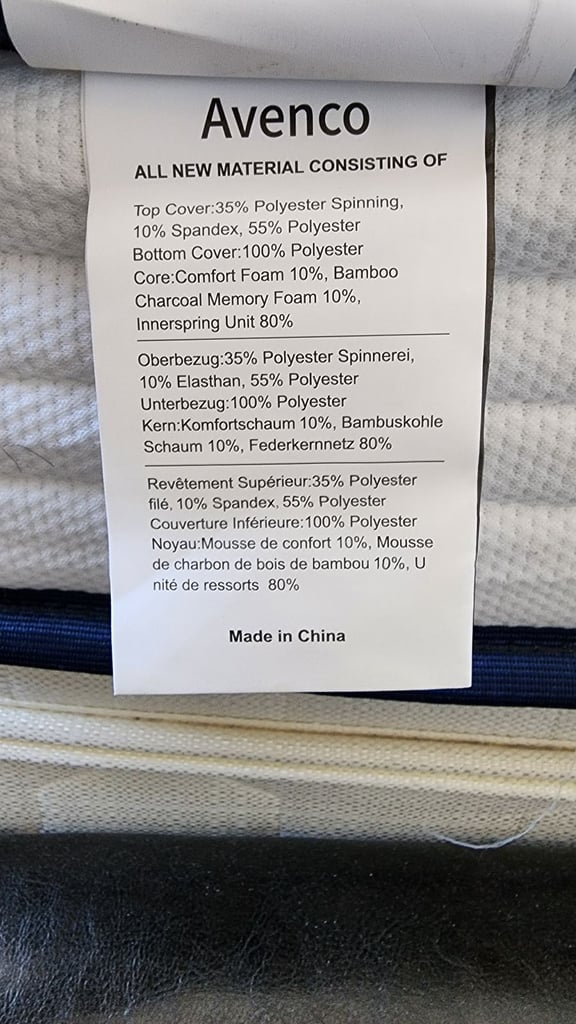 Avenco
ALL NEW MATERIAL CONSISTING OF
Top Cover:35% Polyester Spinning,
10% Spandex, 55% Polyester
Bottom Cover:100% Polyester
Core:Comfort Foam 10%, Bamboo
Charcoal Memory Foam 10%,
Innerspring Unit 80%
Oberbezug:35% Polyester Spinnerei,
10% Elasthan, 55% Polyester
Unterbezug:100% Polyester
Kern:Komfortschaum 10%, Bambuskohle
Schaum 10%, Federkernnetz 80%
Revêtement Supérieur:35% Polyester
filé, 10% Spandex, 55% Polyester
Couverture Inférieure:100% Polyester
Noyau:Mousse de confort 10%, Mousse
de charbon de bois de bambou 10%, U
nité de ressorts 80%
Made in China